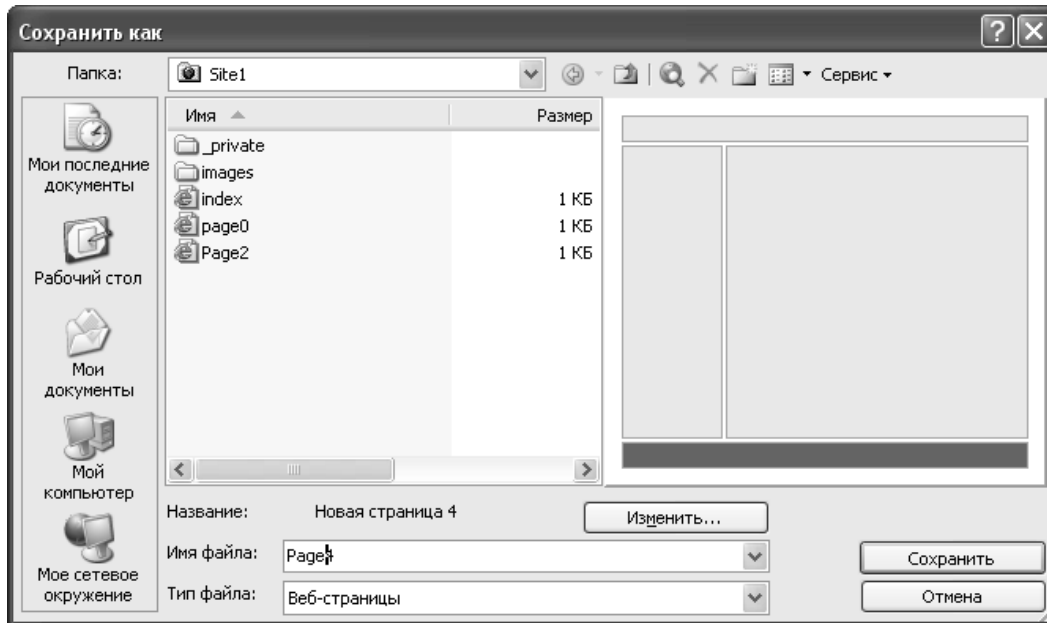 Сохранить как
Папка:
Site1
Сервис
Мои последние
документы
Рабочий стол
Мои
документы
Мой
компьютер
Мое сетевое
окружение
Имя
Размер
_private
images
index 1 КБ
page0 1 КБ
Page2 1 КБ
Название: Новая страница 4
Изменить...
Имя файла:
Page4
Сохранить
Тип файла:
Веб-страницы
Отмена